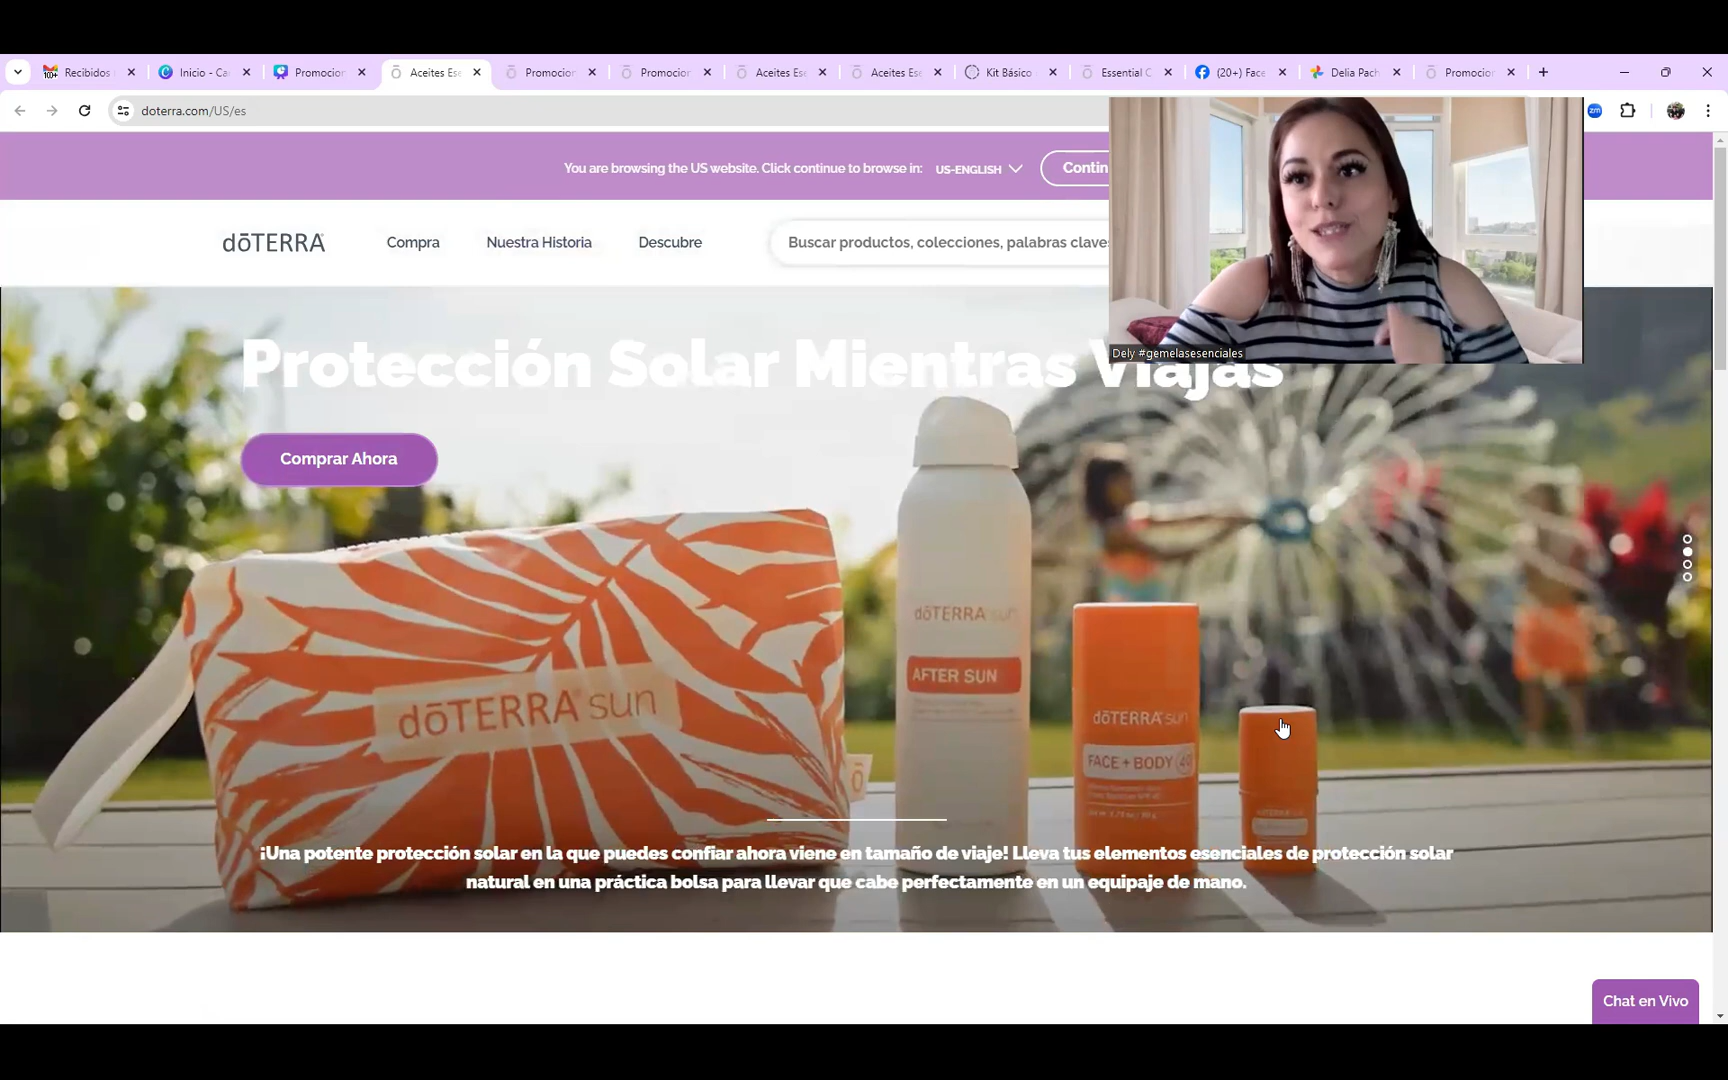 Recibidos
Inicio - Ca
Promocion
Aceites Ese
Promocion
Promocion
Aceites Ese
Aceites Ese
Kit Básico
Essential C
(20+) Face
Delia Pach
Promocion
doterra.com/US/es
You are browsing the US website. Click continue to browse in:
US-ENGLISH
Contin
dōTERRA
Compra
Nuestra Historia
Descubre
Buscar productos, colecciones, palabras claves
Dely #gemelasesenciales
Protección Solar Mientras Viajas
Comprar Ahora
dōTERRA sun
dōTERRA sun
AFTER SUN
dōTERRA sun
FACE + BODY
¡Una potente protección solar en la que puedes confiar ahora viene en tamaño de viaje! Lleva tus elementos esenciales de protección solar
natural en una práctica bolsa para llevar que cabe perfectamente en un equipaje de mano.
Chat en Vivo